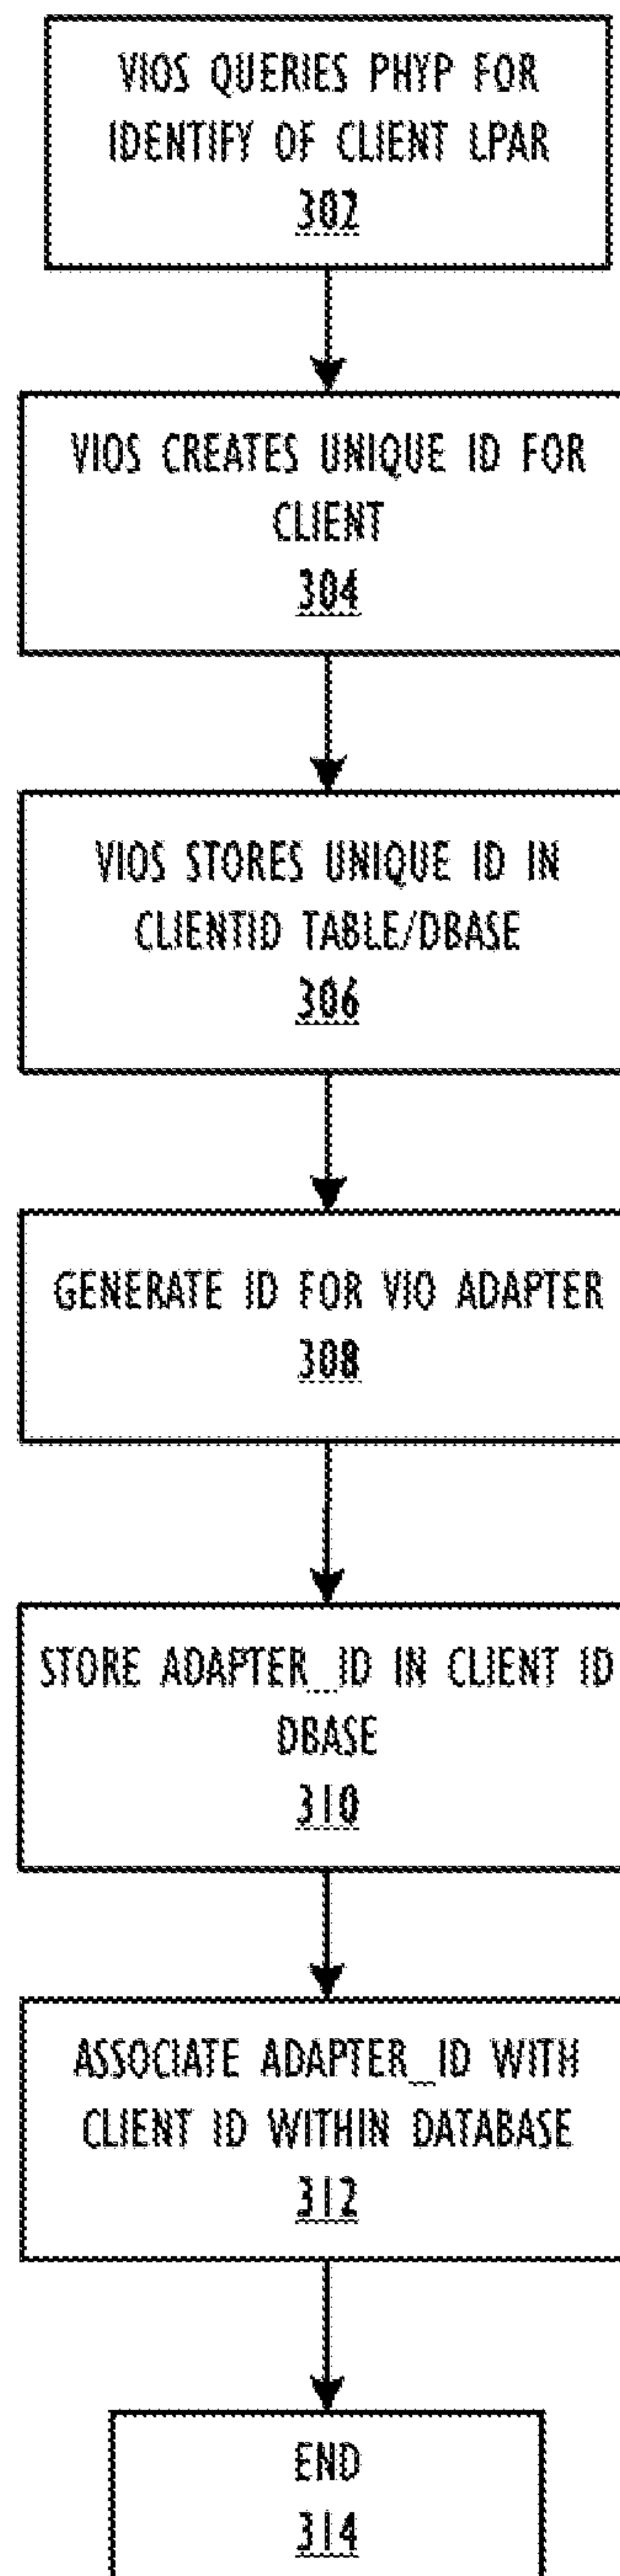 VIOS QUERIES PHYP FOR
IDENTIFY OF CLIENT LPAR
302
VIOS CREATES UNIQUE ID FOR
CLIENT
304
VIOS STORES UNIQUE ID IN
CLIENTID TABLE/DBASE
306
GENERATE ID FOR VIO ADAPTER
308
STORE ADAPTER_ID IN CLIENT ID
DBASE
310
ASSOCIATE ADAPTER_ID WITH
CLIENT ID WITHIN DATABASE
312
END
314